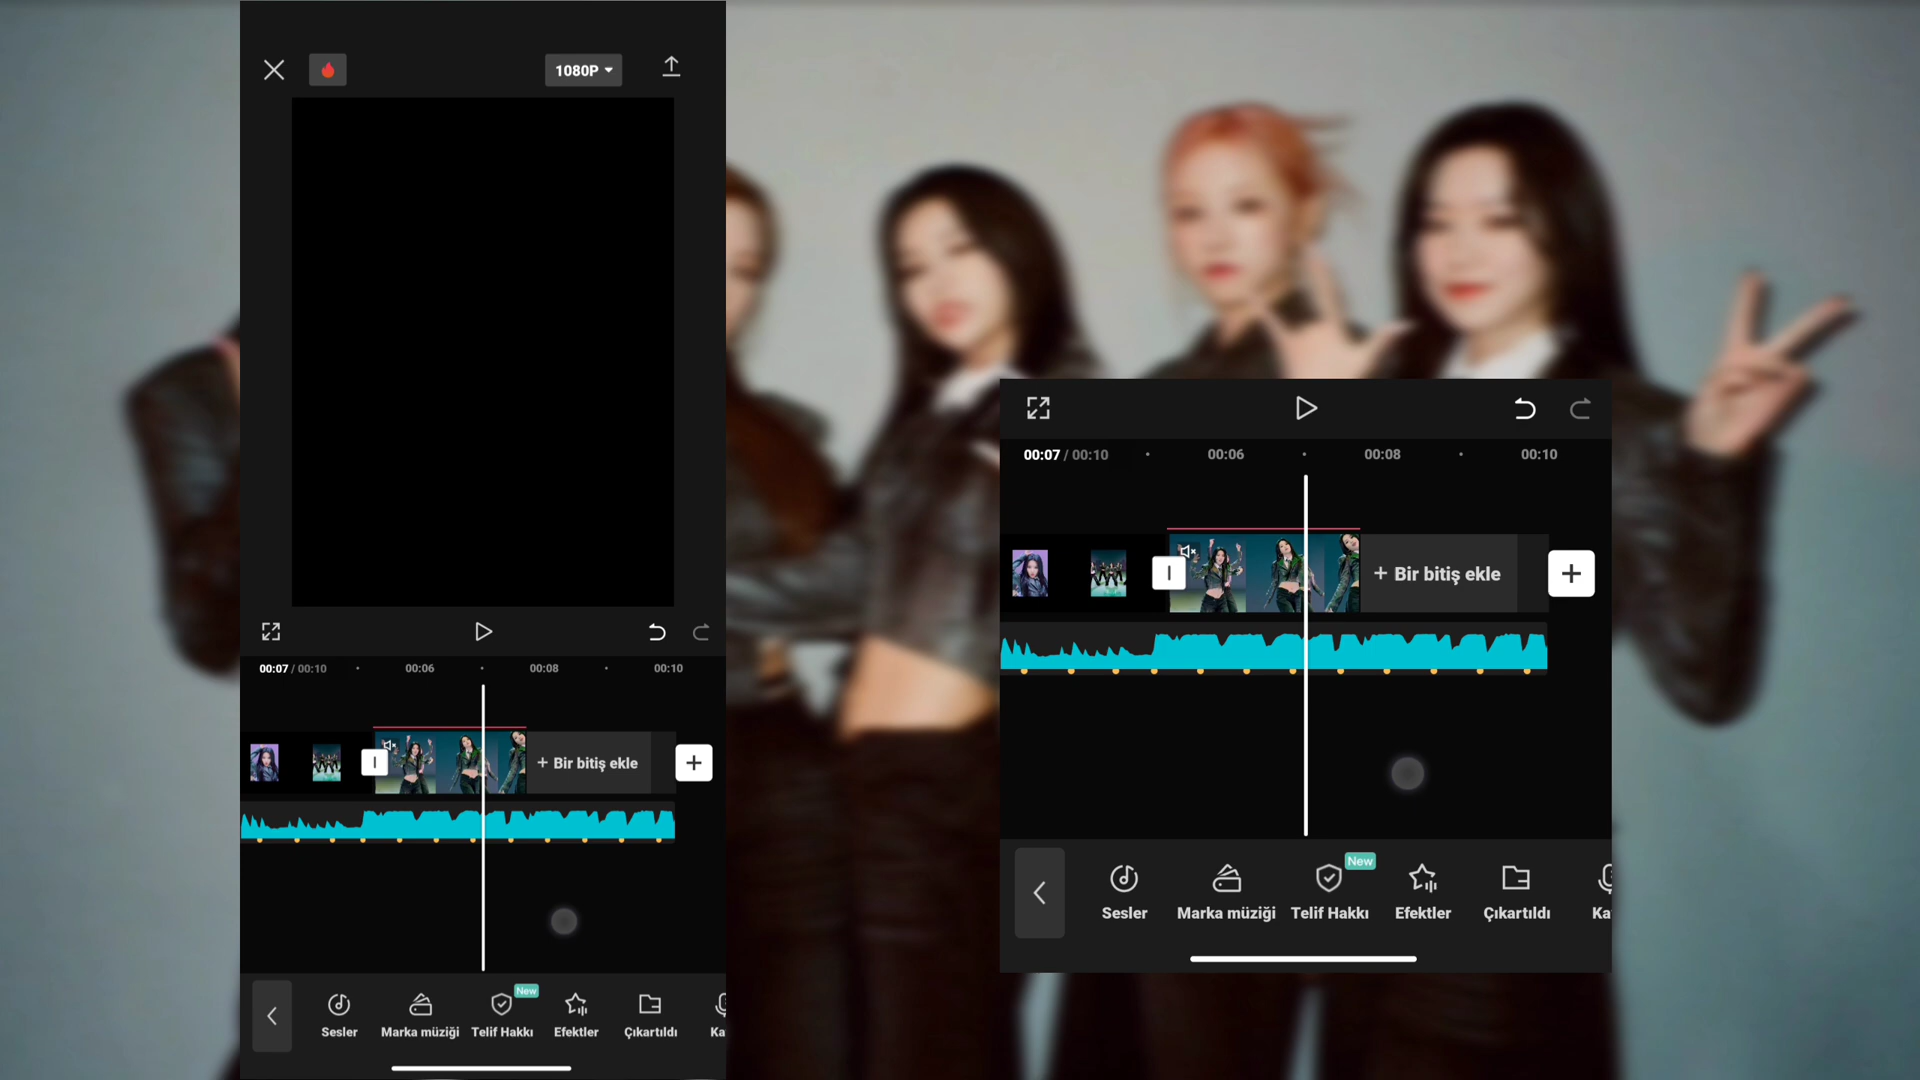 1080P
00:07 / 00:10
00:06
00:08
00:10
+ Bir bitiş ekle
New
Sesler
Marka müziği
Telif Hakkı
Efektler
Çıkartıldı
Ka
00:07 / 00:10
00:06
00:08
00:10
+ Bir bitiş ekle
New
Sesler
Marka müziği
Telif Hakkı
Efektler
Çıkartıldı
Ka